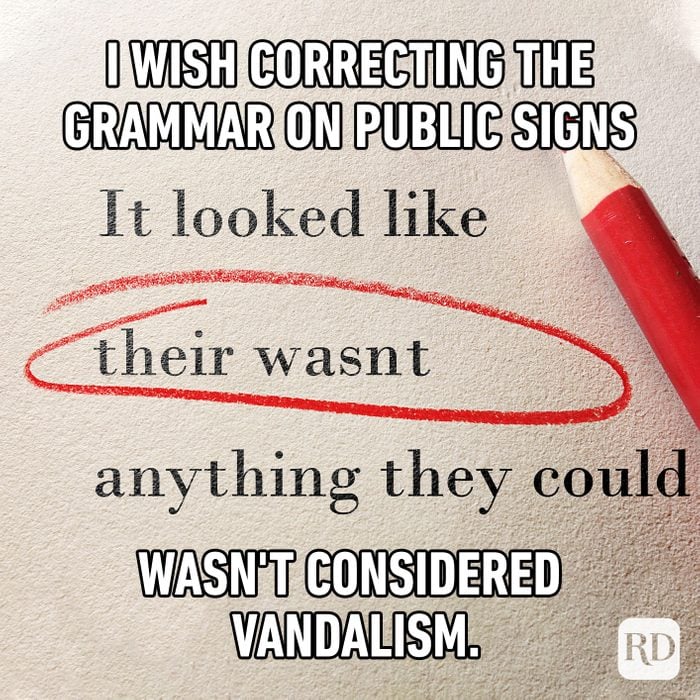 I WISH CORRECTING THE
GRAMMAR ON PUBLIC SIGNS
It looked like
their wasnt
anything they could
WASN'T CONSIDERED
VANDALISM.
RD